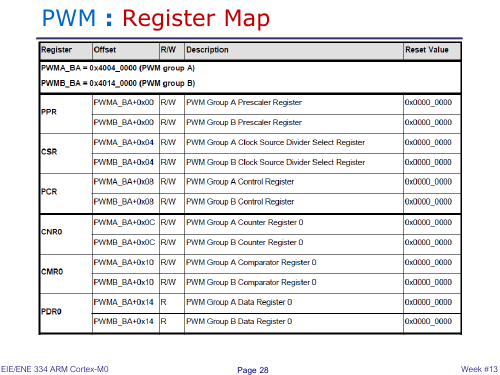 PWM : Register Map
Register Offset R/W Description Reset Value
PWMA_BA = 0x4004_0000 (PWM group A)
PWMB_BA = 0x4014_0000 (PWM group B)
PPR
PWMA_BA+0x00 R/W PWM Group A Prescaler Register 0x0000_0000
PWMB_BA+0x00 R/W PWM Group B Prescaler Register 0x0000_0000
CSR
PWMA_BA+0x04 R/W PWM Group A Clock Source Divider Select Register 0x0000_0000
PWMB_BA+0x04 R/W PWM Group B Clock Source Divider Select Register 0x0000_0000
PCR
PWMA_BA+0x08 R/W PWM Group A Control Register 0x0000_0000
PWMB_BA+0x08 R/W PWM Group B Control Register 0x0000_0000
CNR0
PWMA_BA+0x0C R/W PWM Group A Counter Register 0 0x0000_0000
PWMB_BA+0x0C R/W PWM Group B Counter Register 0 0x0000_0000
CMR0
PWMA_BA+0x10 R/W PWM Group A Comparator Register 0 0x0000_0000
PWMB_BA+0x10 R/W PWM Group B Comparator Register 0 0x0000_0000
PDR0
PWMA_BA+0x14 R PWM Group A Data Register 0 0x0000_0000
PWMB_BA+0x14 R PWM Group B Data Register 0 0x0000_0000
EIE/ENE 334 ARM Cortex-M0 Page 28 Week #13